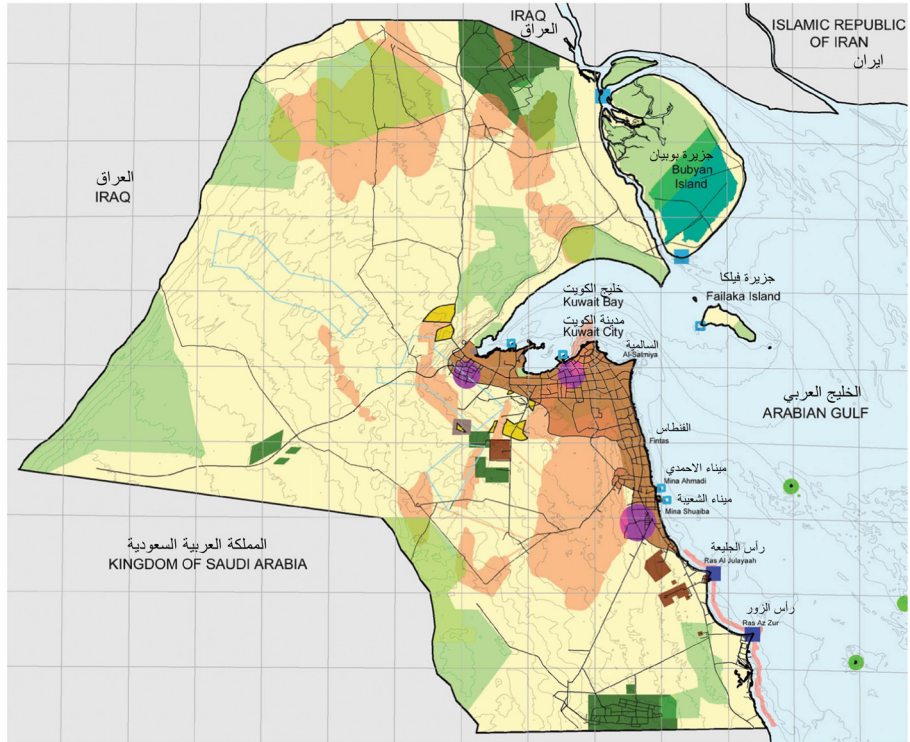 IRAQ
العراق
ISLAMIC REPUBLIC
OF IRAN
ايران
جزيرة بوبيان
Bubyan
Island
العراق
IRAQ
جزيرة فيلكا
Failaka Island
خليج الكويت
Kuwait Bay
مدينة الكويت
Kuwait City
السالمية
Al-Salmiya
الخليج العربي
ARABIAN GULF
الفنطاس
Fintas
ميناء الاحمدي
Mina Ahmadi
ميناء الشعيبة
Mina Shuaiba
المملكة العربية السعودية
KINGDOM OF SAUDI ARABIA
رأس الجليعة
Ras Al Julayaah
رأس الزور
Ras Az Zur